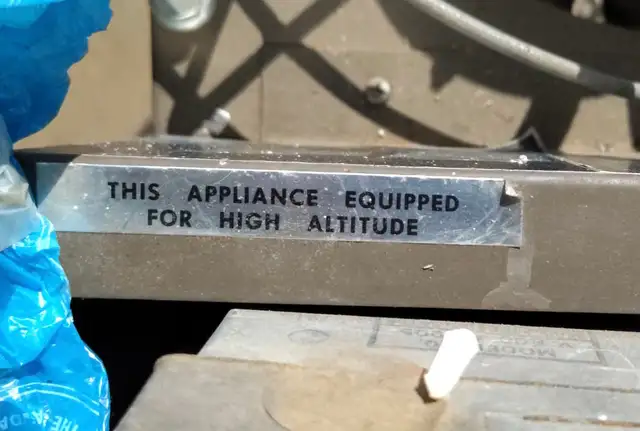 THIS APPLIANCE EQUIPPED
FOR HIGH ALTITUDE